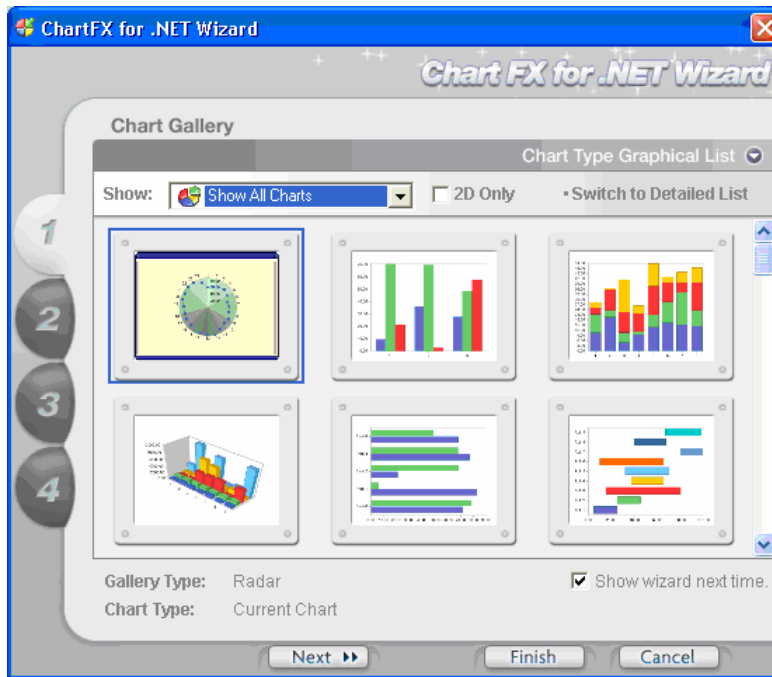 ChartFX for .NET Wizard
Chart FX for .NET Wizard
Chart Gallery
Chart Type Graphical List
Show: Show All Charts 2D Only • Switch to Detailed List
1
2
3
4
Gallery Type: Radar
Show wizard next time.
Chart Type: Current Chart
Next Finish Cancel